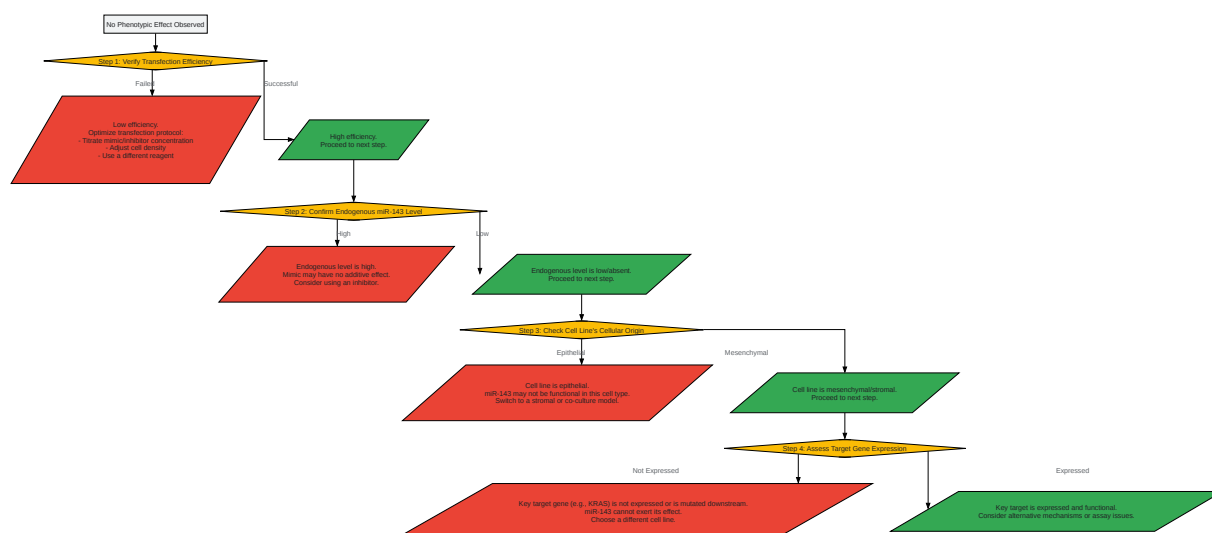 No Phenotypic Effect Observed
Step 1: Verify Transfection Efficiency
Failed
Successful
Low efficiency.
Optimize transfection protocol:
- Titrate mimic/inhibitor concentration
- Adjust cell density
- Use a different reagent
High efficiency.
Proceed to next step.
Step 2: Confirm Endogenous miR-143 Level
High
Low
Endogenous level is high.
Mimic may have no additive effect.
Consider using an inhibitor.
Endogenous level is low/absent.
Proceed to next step.
Step 3: Check Cell Line's Cellular Origin
Epithelial
Mesenchymal
Cell line is epithelial.
miR-143 may not be functional in this cell type.
Switch to a stromal or co-culture model.
Cell line is mesenchymal/stromal.
Proceed to next step.
Step 4: Assess Target Gene Expression
Not Expressed
Expressed
Key target gene (e.g., KRAS) is not expressed or is mutated downstream.
miR-143 cannot exert its effect.
Choose a different cell line.
Key target is expressed and functional.
Consider alternative mechanisms or assay issues.